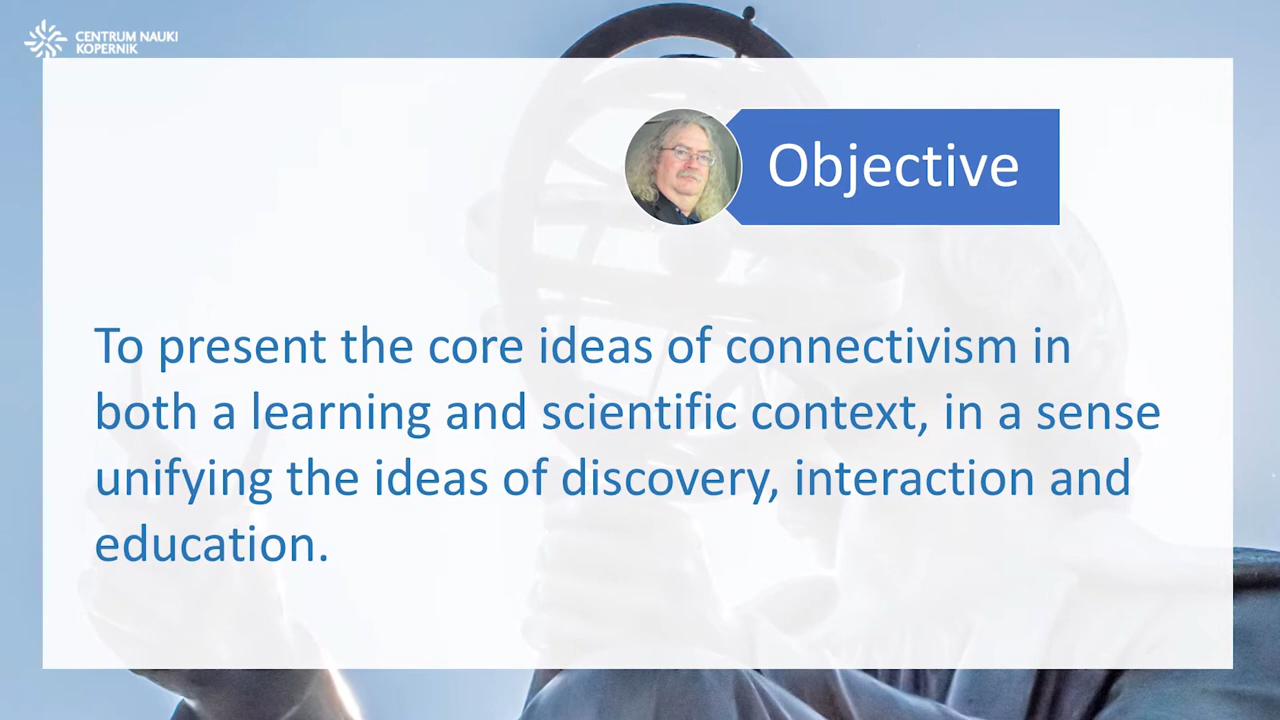 CENTRUM NAUKI
KOPERNIK
Objective
To present the core ideas of connectivism in
both a learning and scientific context, in a sense
unifying the ideas of discovery, interaction and
education.